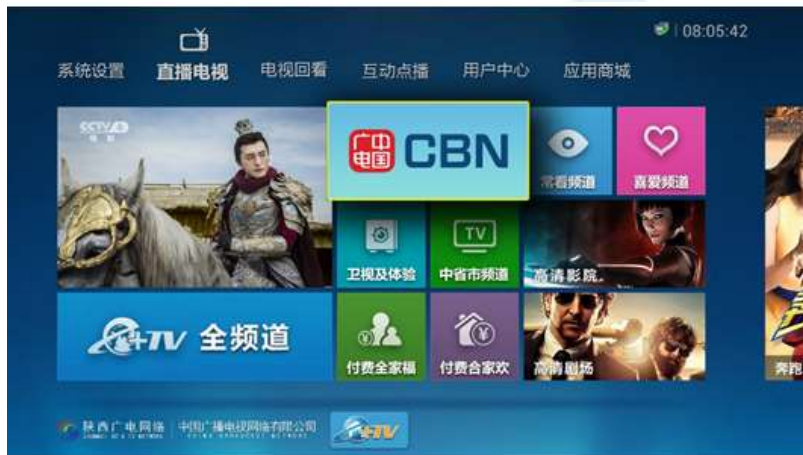 08:05:42
系统设置 直播电视 电视回看 互动点播 用户中心 应用商城
CCTV6
电影
中国广电 CBN
常看频道
喜爱频道
卫视及体验
TV
中省市频道
高清影院
+TV 全频道
付费全家福
付费合家欢
高清剧场
奔跑
陕西广电网络 中国广播电视网络有限公司
+TV